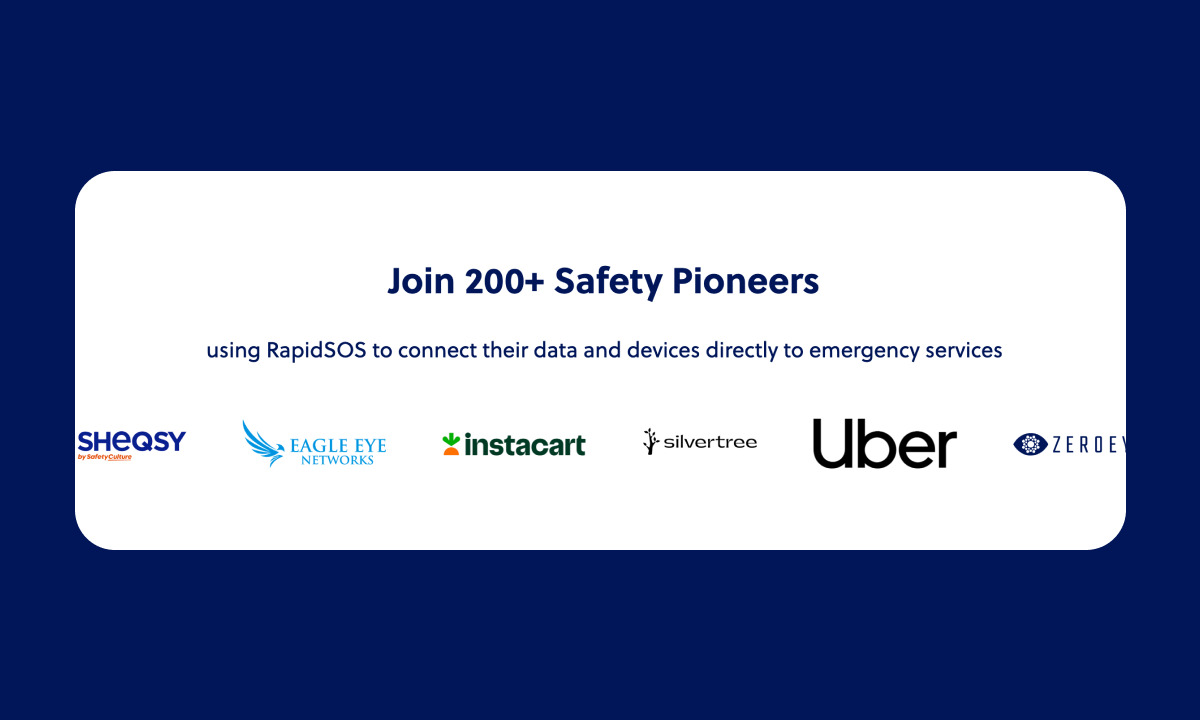 Join 200+ Safety Pioneers
using RapidSOS to connect their data and devices directly to emergency services
SHEQSY
by SafetyCulture
EAGLE EYE
NETWORKS
instacart
silvertree
Uber
ZEROEY